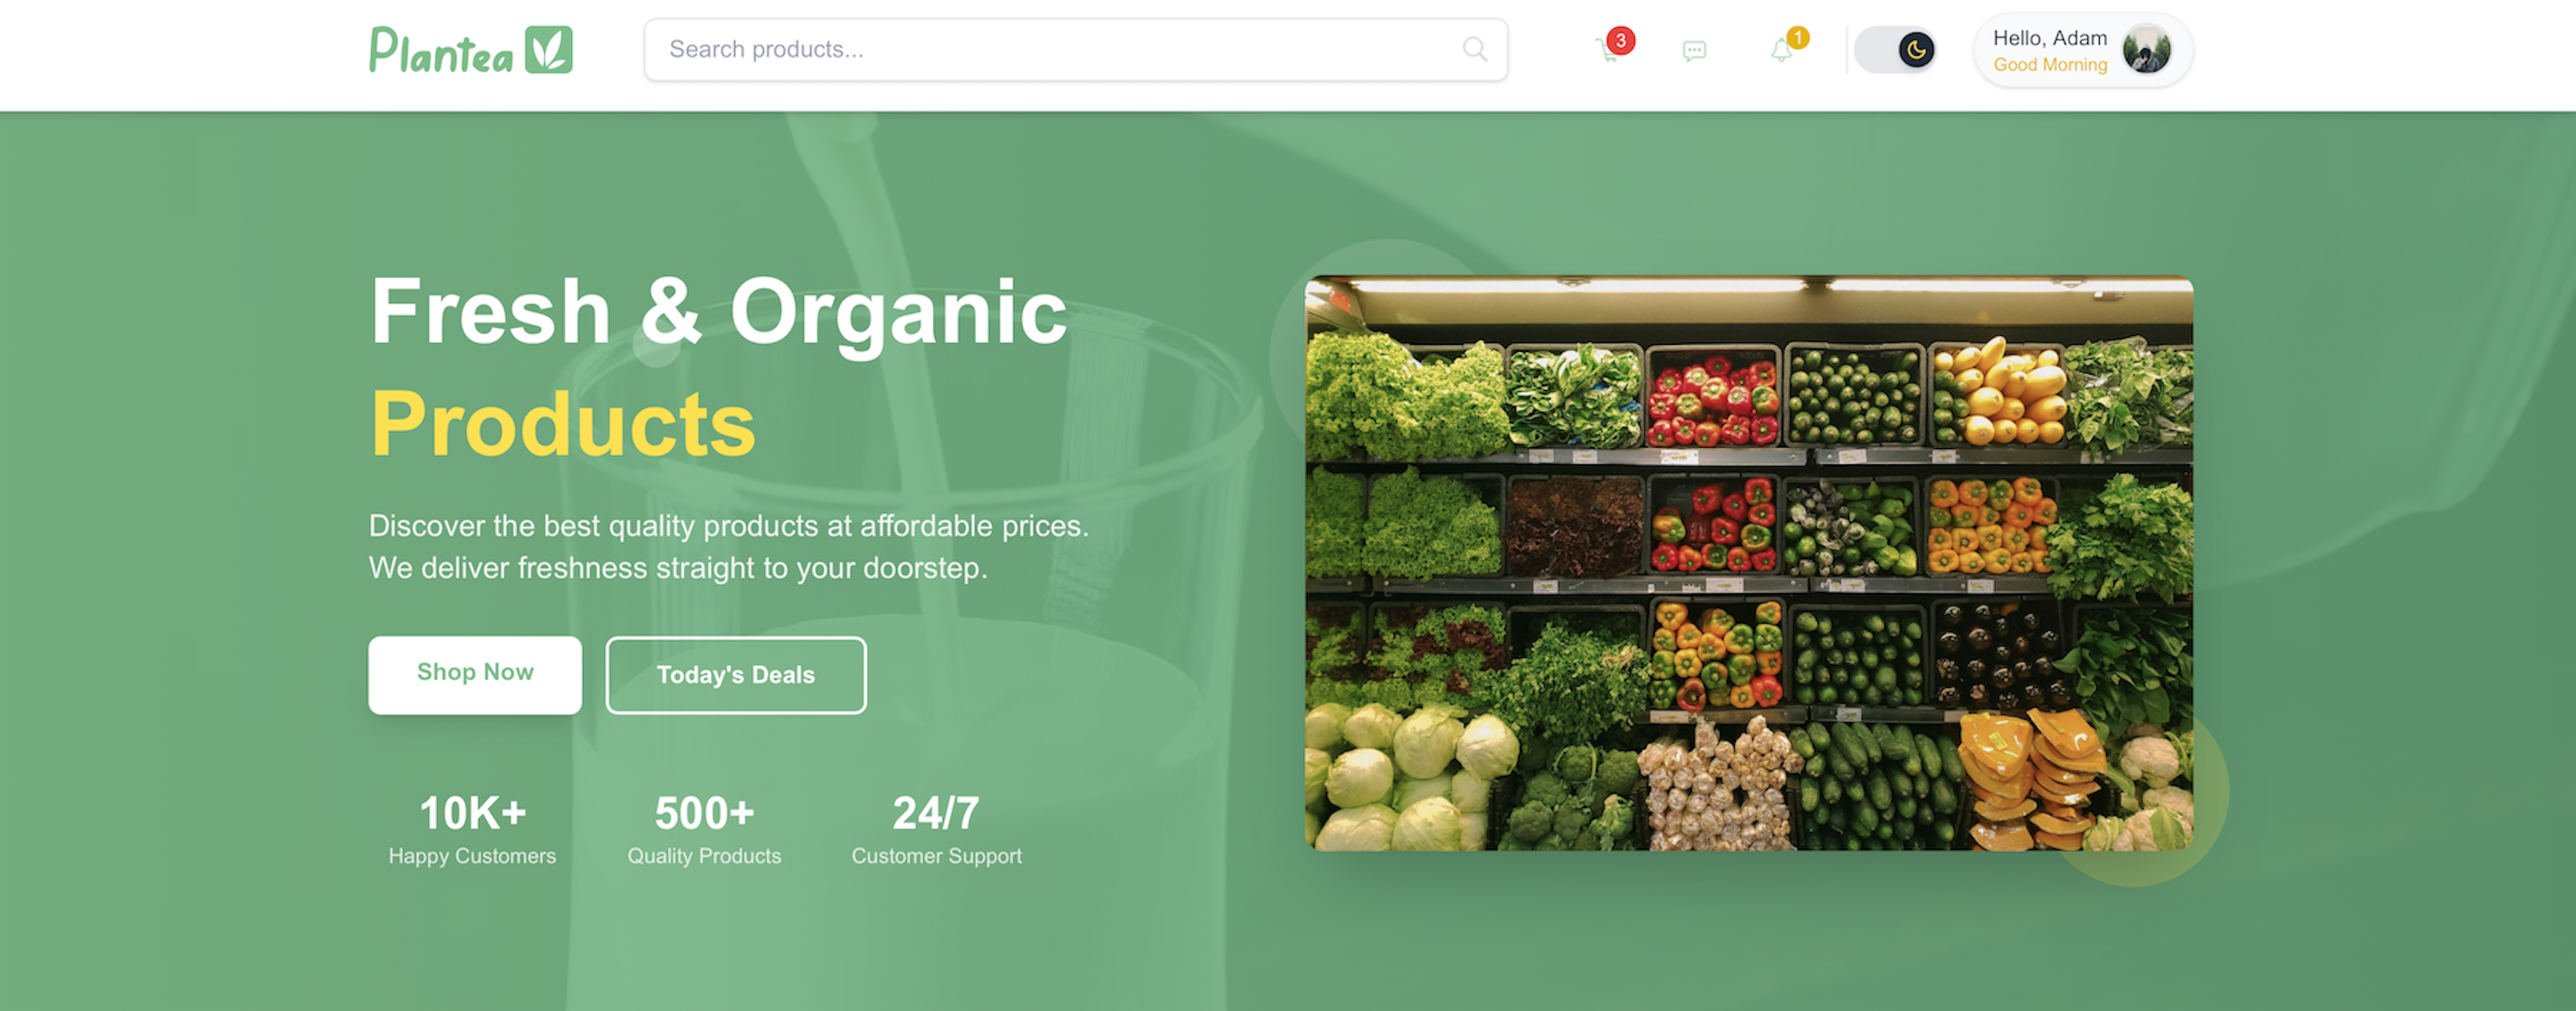 Plantea
Search products...
3
1
Hello, Adam
Good Morning
Fresh & Organic
Products
Discover the best quality products at affordable prices.
We deliver freshness straight to your doorstep.
Shop Now
Today's Deals
10K+
Happy Customers
500+
Quality Products
24/7
Customer Support